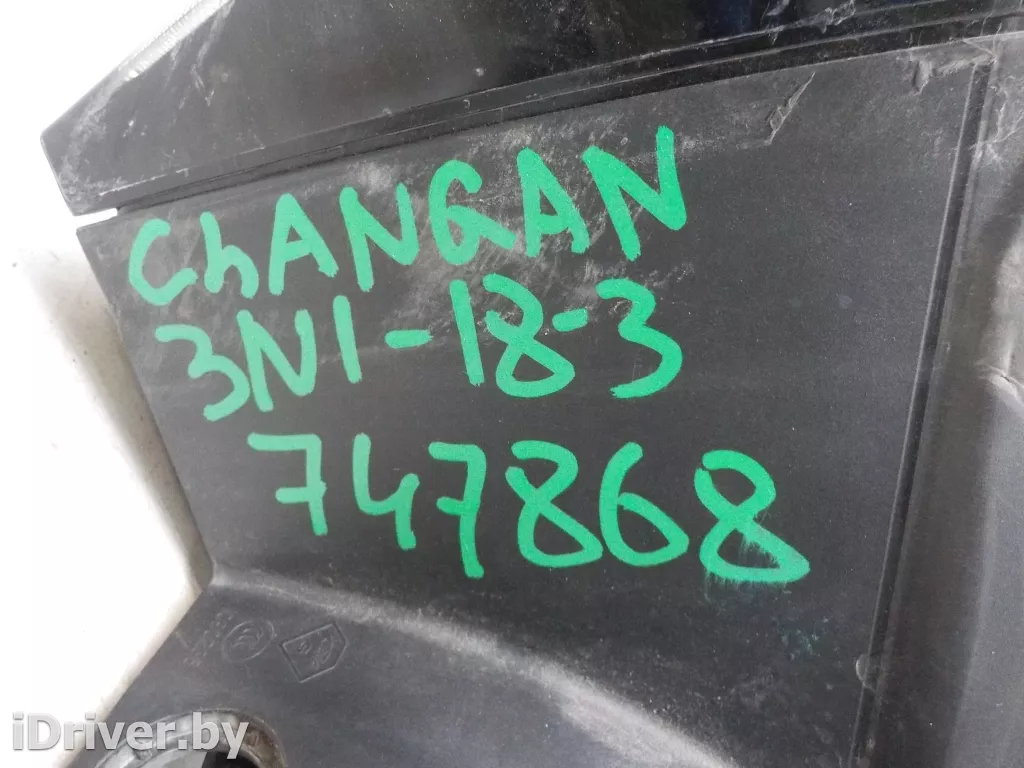 ChANGAN
3N1-18-3
747868
iDriver.by